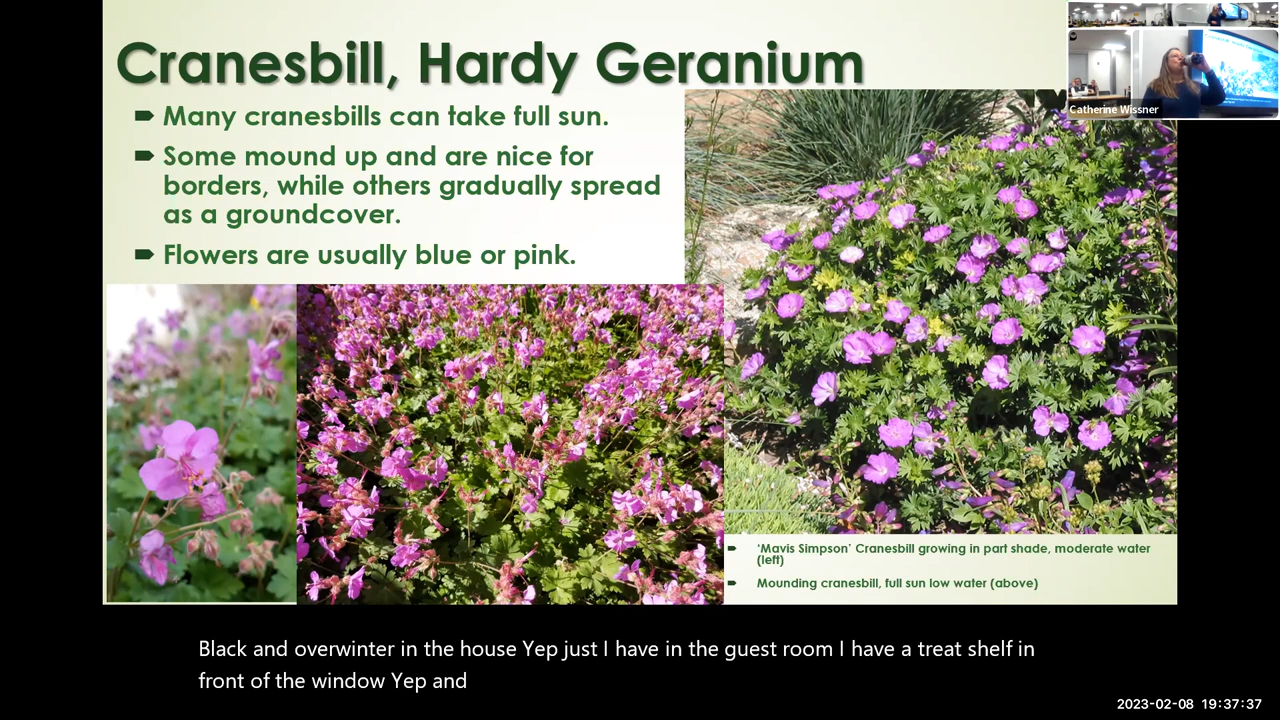 Cranesbill, Hardy Geranium
Many cranesbills can take full sun.
Some mound up and are nice for
borders, while others gradually spread
as a groundcover.
Flowers are usually blue or pink.
Catherine Wissner
‘Mavis Simpson’ Cranesbill growing in part shade, moderate water
(left)
Mounding cranesbill, full sun low water (above)
Black and overwinter in the house Yep just I have in the guest room I have a treat shelf in
front of the window Yep and
2023-02-08 19:37:37